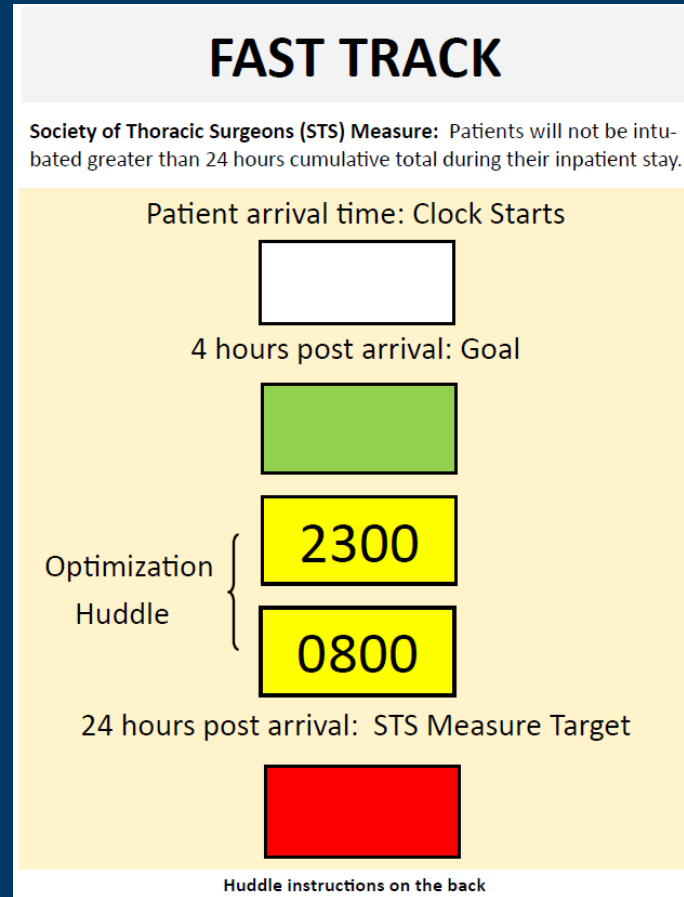 FAST TRACK
Society of Thoracic Surgeons (STS) Measure: Patients will not be intu-
bated greater than 24 hours cumulative total during their inpatient stay.
Patient arrival time: Clock Starts
4 hours post arrival: Goal
2300
Optimization
Huddle
0800
24 hours post arrival: STS Measure Target
Huddle instructions on the back